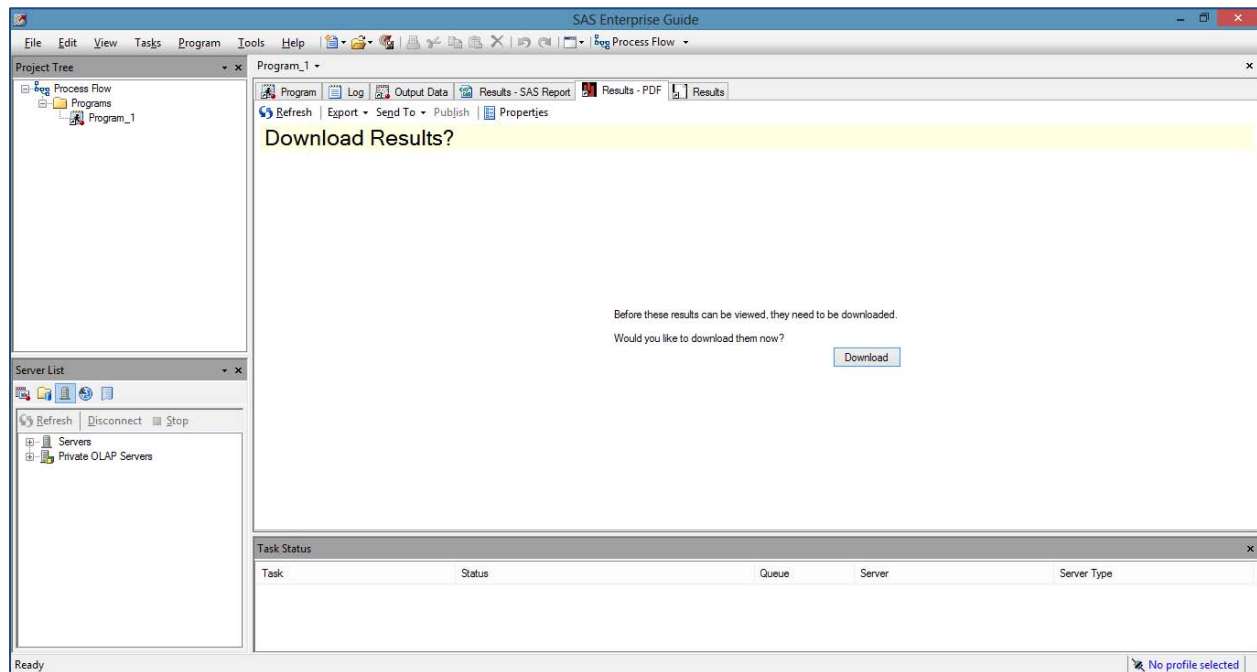 SAS Enterprise Guide
File Edit View Tasks Program Tools Help Process Flow
Project Tree
Process Flow
Programs
Program_1
Program_1
Program Log Output Data Results - SAS Report Results - PDF Results
Refresh Export Send To Publish Properties
Download Results?
Before these results can be viewed, they need to be downloaded.
Would you like to download them now?
Download
Server List
Refresh Disconnect Stop
Servers
Private OLAP Servers
Task Status
Task Status Queue Server Server Type
Ready No profile selected